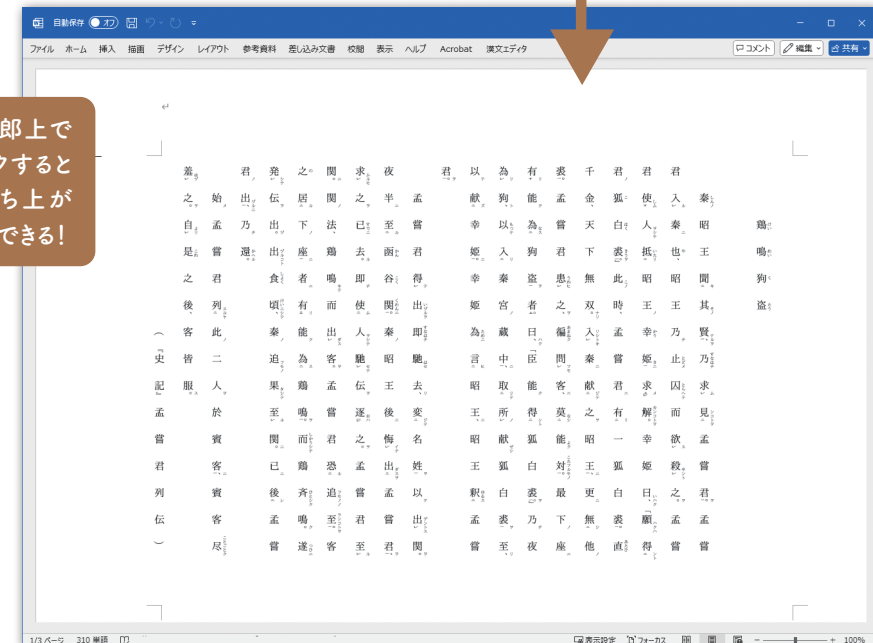 自動保存 オフ
ファイル ホーム 挿入 描画 デザイン レイアウト 参考資料 差し込み文書 校閲 表示 ヘルプ Acrobat 漢文エディタ
コメント 編集 共有
郎上で
クすると
ち上が
できる!
鶏鳴狗盗
秦昭王聞其賢乃求見孟嘗君孟嘗
君入秦也昭王乃止囚而欲殺之孟嘗
君使人抵昭王幸姫求解幸姫曰「願得
君狐白裘此時孟嘗君有一狐白裘直
千金天下無双入秦献之昭王更無他
裘孟嘗君患之徧問客莫能対最下座
有能為狗盗者曰「臣能得狐白裘乃夜
為狗以入秦宮蔵中取所献狐白裘至
以献幸姫幸姫為言昭王昭王釈孟嘗
君
孟嘗君得出即馳去変名姓以出関
夜半至函谷関秦昭王後悔出孟嘗君
求之已去即使人馳伝逐之孟嘗君至
関関法鶏鳴而出客孟嘗君恐追至客
之居下座者有能為鶏鳴而鶏斉鳴遂
発伝出出食頃秦追果至関已後孟嘗
君出乃還
始孟嘗君列此二人於賓客賓客尽
羞之自是之後客皆服
(『史記』孟嘗君列伝)
1/3 ページ 310 単語 表示設定 フォーカス 100%